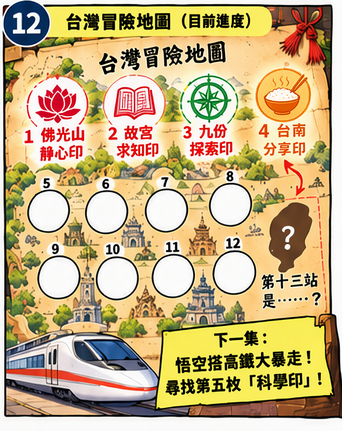 12 台灣冒險地圖（目前進度）
台灣冒險地圖
1 佛光山
靜心印
2 故宮
求知印
3 九份
探索印
4 台南
分享印
5
6
7
8
9
10
11
12
?
第十三站
是……？
下一集：
悟空搭高鐵大暴走！
尋找第五枚「科學印」！